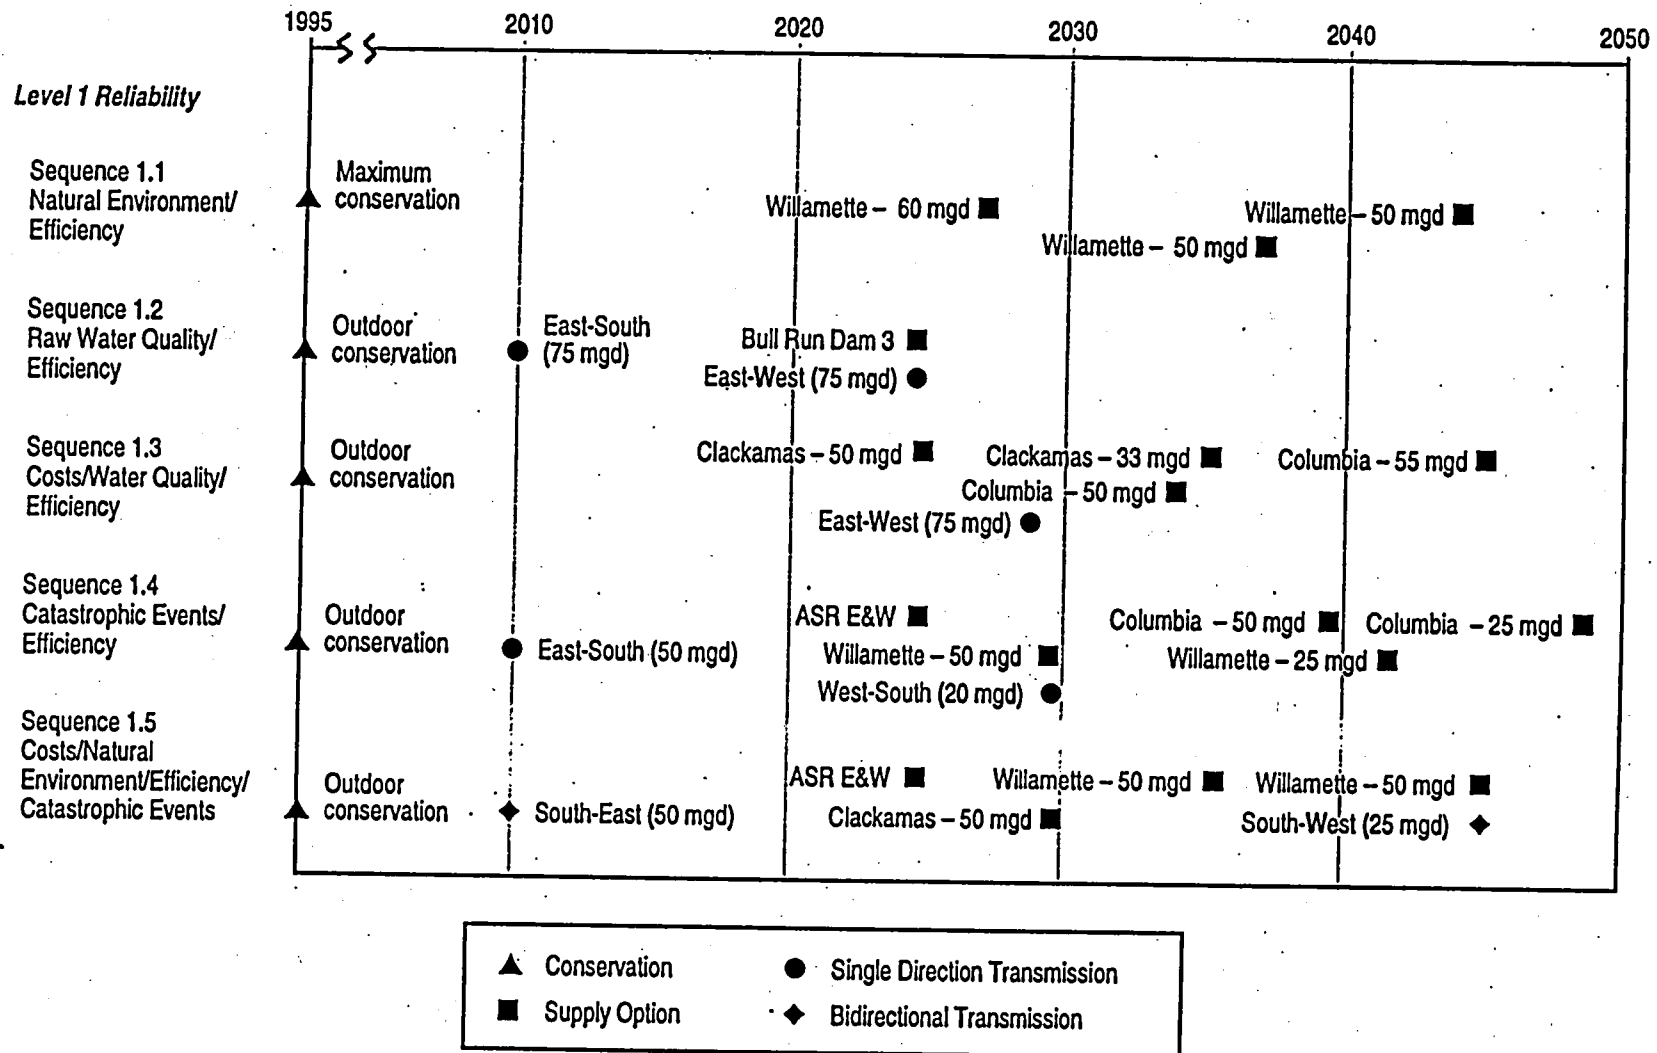 1995 2010 2020 2030 2040 2050
Level 1 Reliability
Sequence 1.1
Natural Environment/
Efficiency
Maximum
conservation
Willamette – 60 mgd
Willamette – 50 mgd
Willamette – 50 mgd
Sequence 1.2
Raw Water Quality/
Efficiency
Outdoor
conservation
East-South
(75 mgd)
Bull Run Dam 3
East-West (75 mgd)
Sequence 1.3
Costs/Water Quality/
Efficiency
Outdoor
conservation
Clackamas – 50 mgd
Clackamas – 33 mgd
Columbia – 55 mgd
Columbia – 50 mgd
East-West (75 mgd)
Sequence 1.4
Catastrophic Events/
Efficiency
Outdoor
conservation
East-South (50 mgd)
ASR E&W
Columbia – 50 mgd
Columbia – 25 mgd
Willamette – 50 mgd
Willamette – 25 mgd
West-South (20 mgd)
Sequence 1.5
Costs/Natural
Environment/Efficiency/
Catastrophic Events
Outdoor
conservation
South-East (50 mgd)
ASR E&W
Willamette – 50 mgd
Willamette – 50 mgd
Clackamas – 50 mgd
South-West (25 mgd)
Conservation
Single Direction Transmission
Supply Option
Bidirectional Transmission